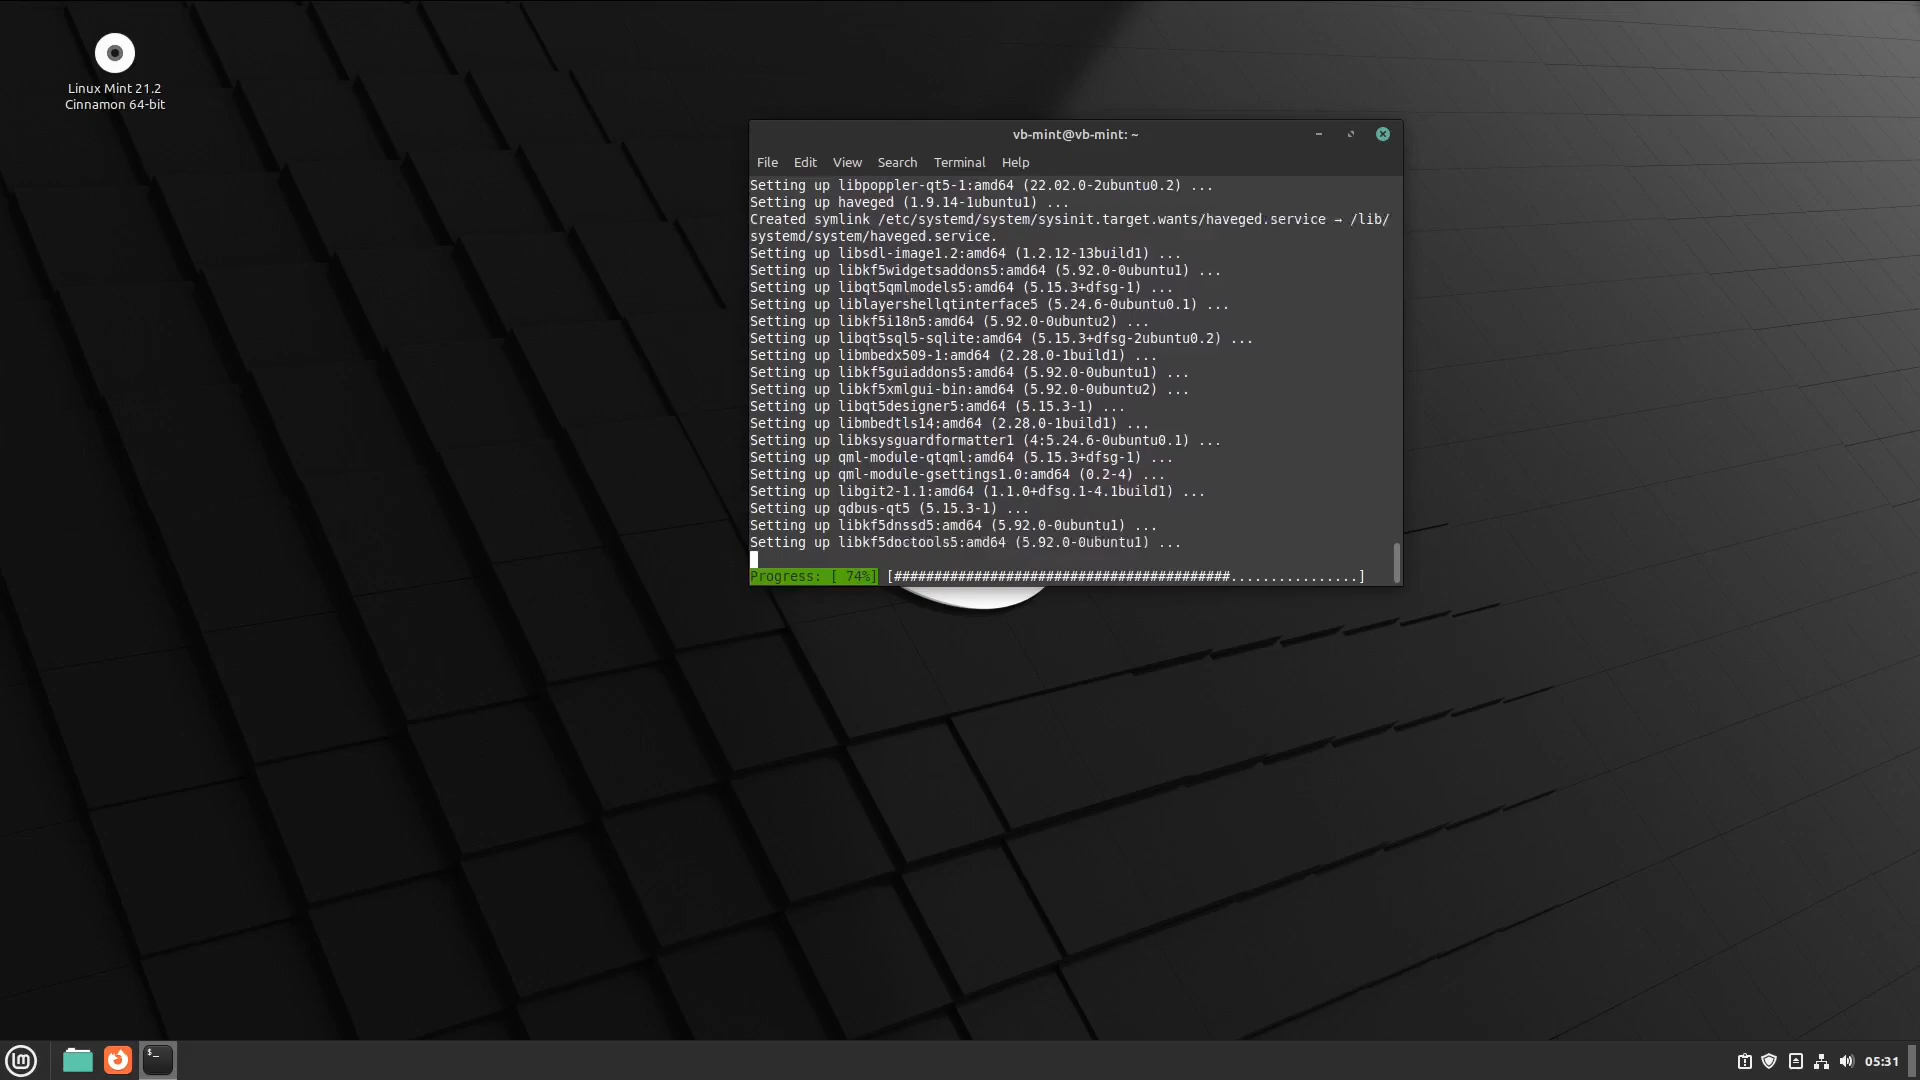 Linux Mint 21.2
Cinnamon 64-bit
vb-mint@vb-mint: ~
File Edit View Search Terminal Help
Setting up libpoppler-qt5-1:amd64 (22.02.0-2ubuntu0.2) ...
Setting up haveged (1.9.14-1ubuntu1) ...
Created symlink /etc/systemd/system/sysinit.target.wants/haveged.service → /lib/
systemd/system/haveged.service.
Setting up libsdl-image1.2:amd64 (1.2.12-13build1) ...
Setting up libkf5widgetsaddons5:amd64 (5.92.0-0ubuntu1) ...
Setting up libqt5qmlmodels5:amd64 (5.15.3+dfsg-1) ...
Setting up liblayershellqtinterface5 (5.24.6-0ubuntu0.1) ...
Setting up libkf5i18n5:amd64 (5.92.0-0ubuntu2) ...
Setting up libqt5sql5-sqlite:amd64 (5.15.3+dfsg-2ubuntu0.2) ...
Setting up libmbedx509-1:amd64 (2.28.0-1build1) ...
Setting up libkf5guiaddons5:amd64 (5.92.0-0ubuntu1) ...
Setting up libkf5xmlgui-bin:amd64 (5.92.0-0ubuntu2) ...
Setting up libqt5designer5:amd64 (5.15.3-1) ...
Setting up libmbedtls14:amd64 (2.28.0-1build1) ...
Setting up libksysguardformatter1 (4:5.24.6-0ubuntu0.1) ...
Setting up qml-module-qtqml:amd64 (5.15.3+dfsg-1) ...
Setting up qml-module-gsettings1.0:amd64 (0.2-4) ...
Setting up libgit2-1.1:amd64 (1.1.0+dfsg.1-4.1build1) ...
Setting up qdbus-qt5 (5.15.3-1) ...
Setting up libkf5dnssd5:amd64 (5.92.0-0ubuntu1) ...
Setting up libkf5doctools5:amd64 (5.92.0-0ubuntu1) ...
Progress: [ 74%] [##########################################................]
05:31